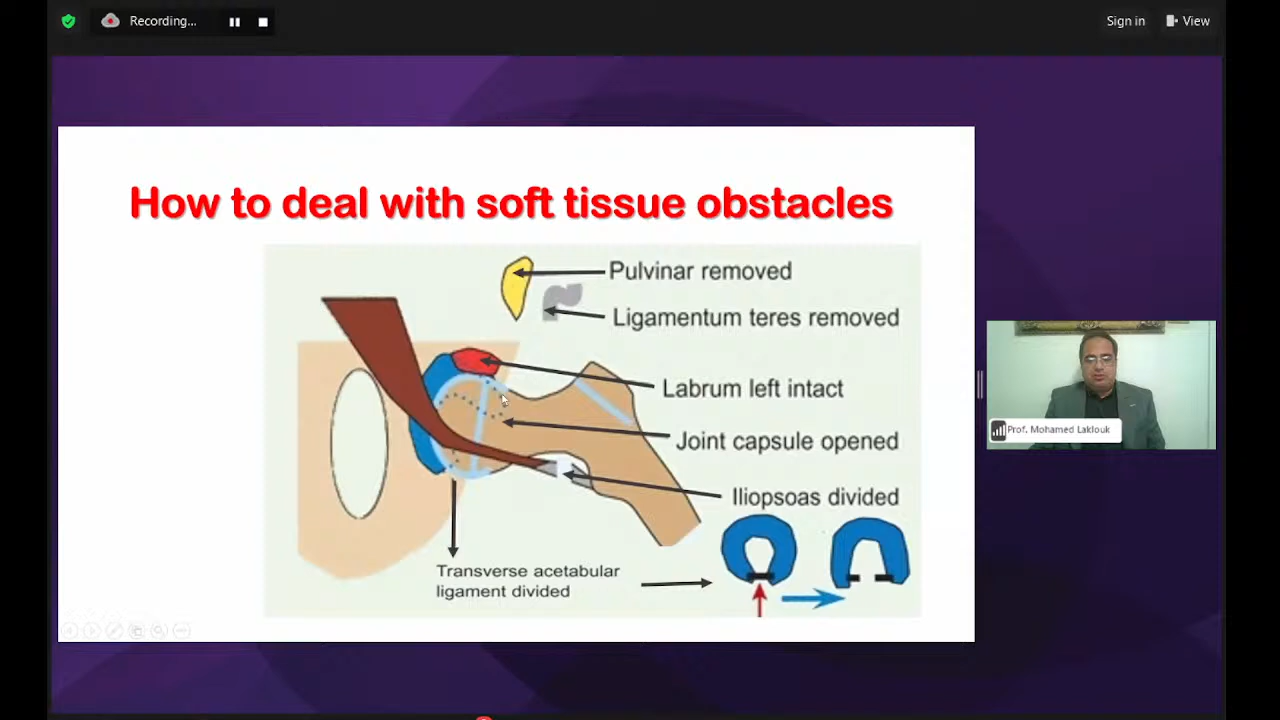 Recording...
Sign in
View
How to deal with soft tissue obstacles
Pulvinar removed
Ligamentum teres removed
Labrum left intact
Joint capsule opened
Iliopsoas divided
Transverse acetabular
ligament divided
Prof. Mohamed Laklouk